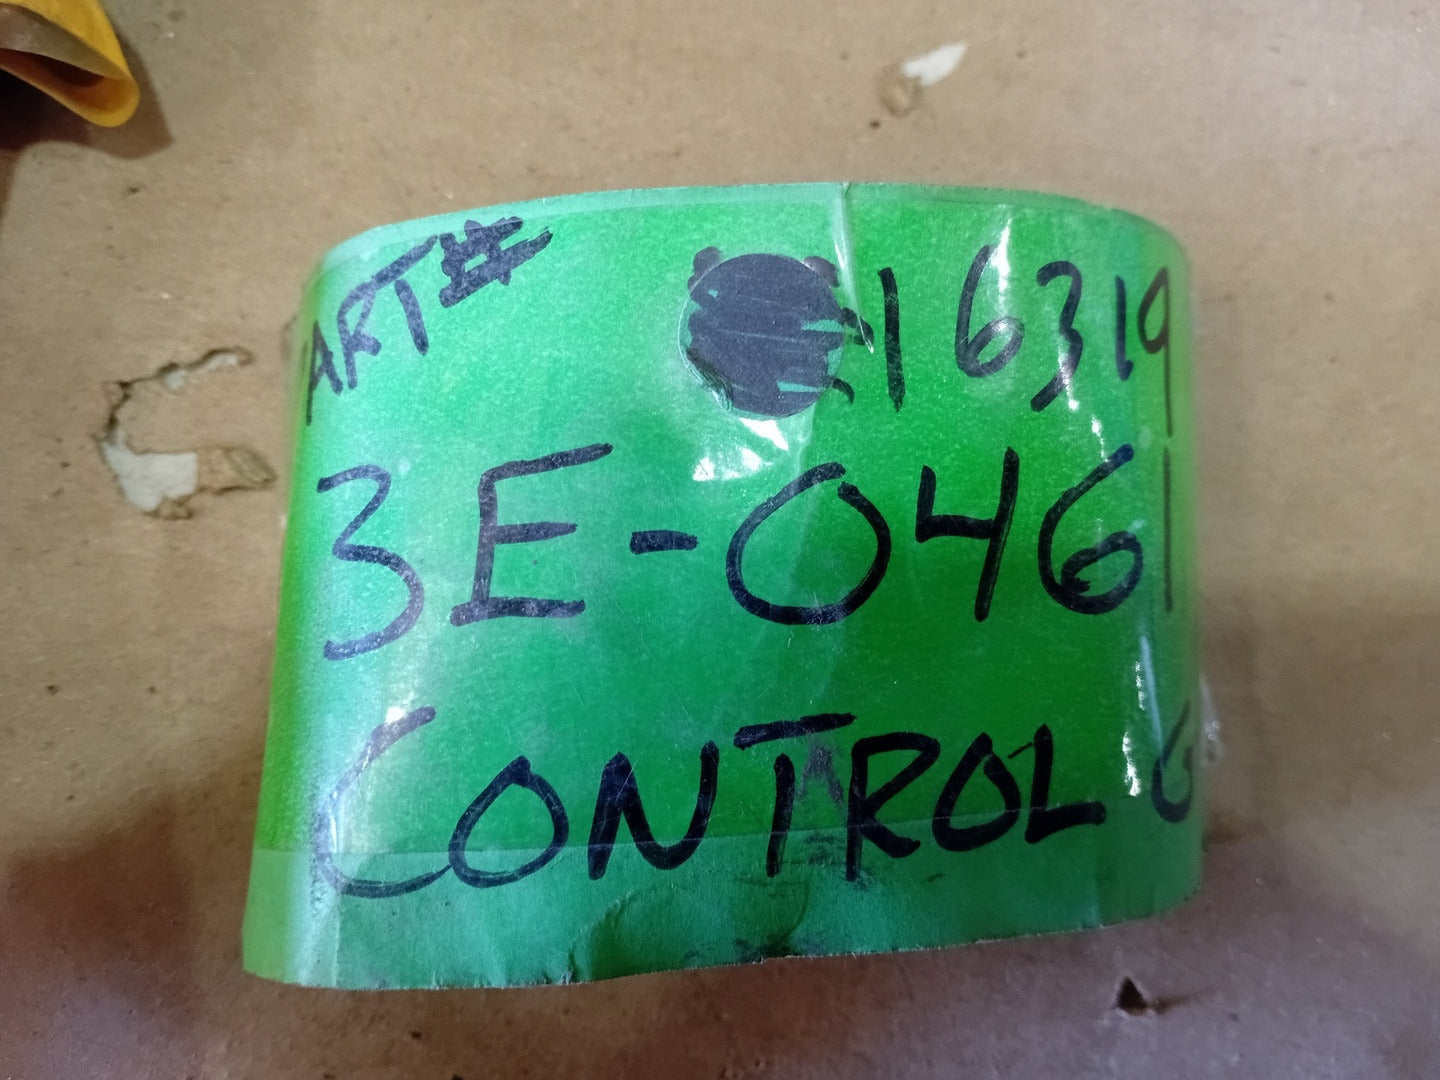 ART# 16319
3E-0461
CONTROL